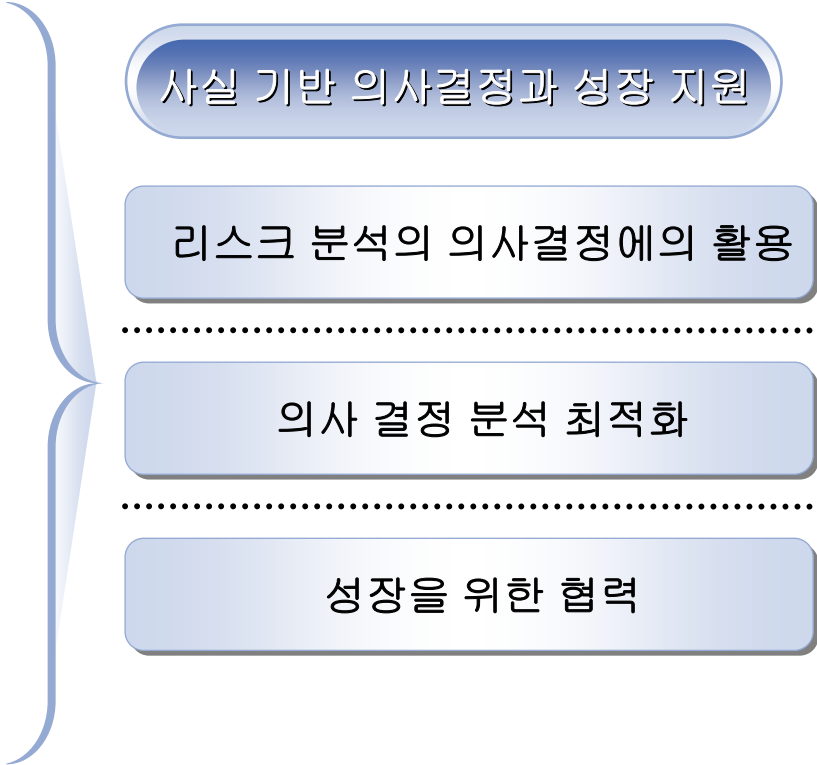 사실 기반 의사결정과 성장 지원
리스크 분석의 의사결정에의 활용
의사 결정 분석 최적화
성장을 위한 협력